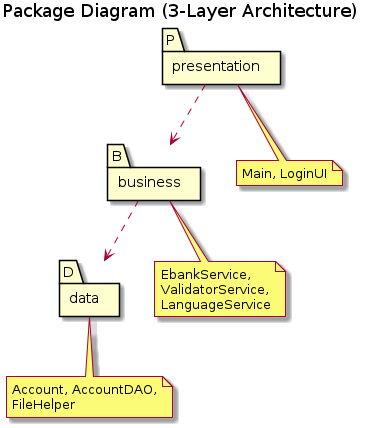 Package Diagram (3-Layer Architecture)
P
presentation
Main, LoginUI
B
business
EbankService,
ValidatorService,
LanguageService
D
data
Account, AccountDAO,
FileHelper